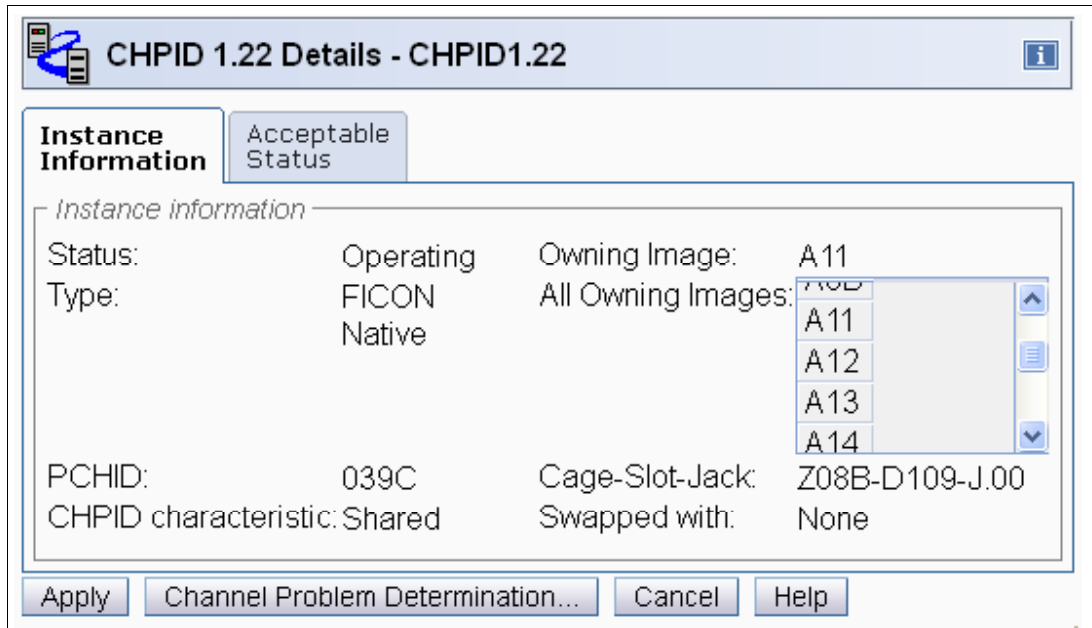 CHPID 1.22 Details - CHPID1.22
i
Instance Information
Acceptable Status
Instance information
Status: Operating Owning Image: A11
Type: FICON Native All Owning Images:
A11
A12
A13
A14
PCHID: 039C Cage-Slot-Jack: Z08B-D109-J.00
CHPID characteristic: Shared Swapped with: None
Apply Channel Problem Determination... Cancel Help